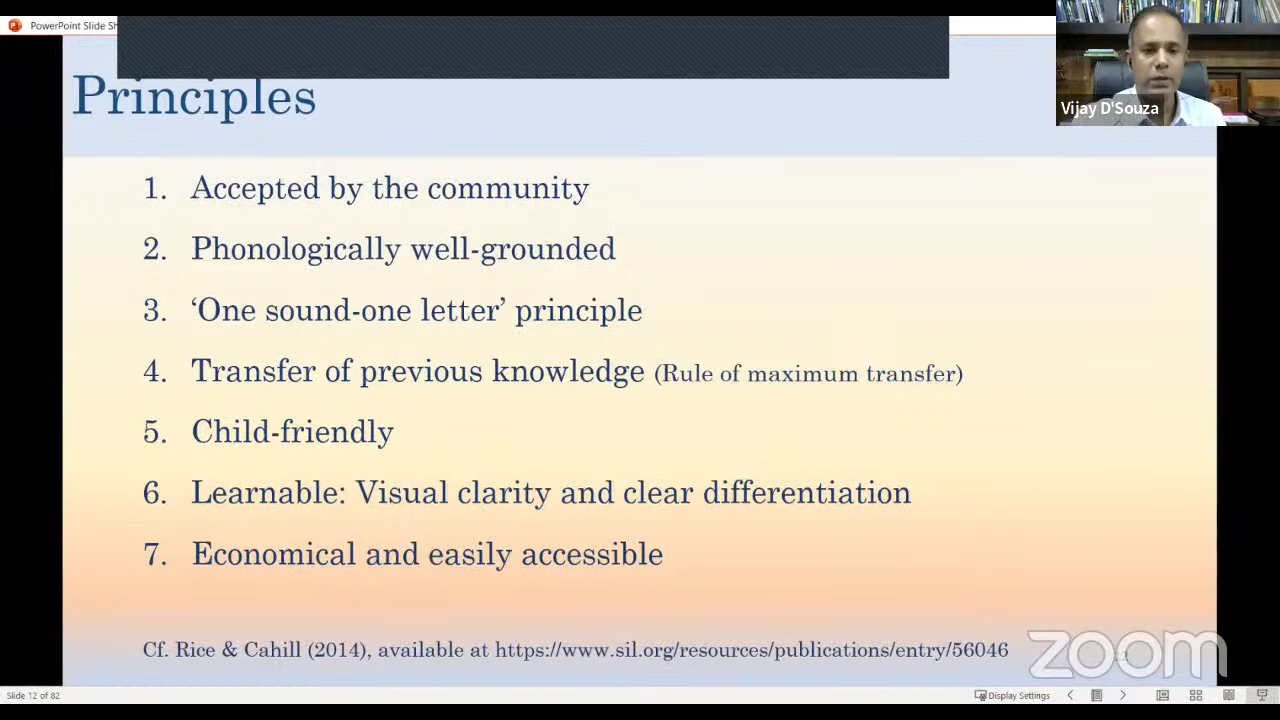 PowerPoint Slide Sh
Vijay D'Souza
Principles
1. Accepted by the community
2. Phonologically well-grounded
3. ‘One sound-one letter’ principle
4. Transfer of previous knowledge (Rule of maximum transfer)
5. Child-friendly
6. Learnable: Visual clarity and clear differentiation
7. Economical and easily accessible
Cf. Rice & Cahill (2014), available at https://www.sil.org/resources/publications/entry/56046
zoom
Slide 12 of 82
Display Settings